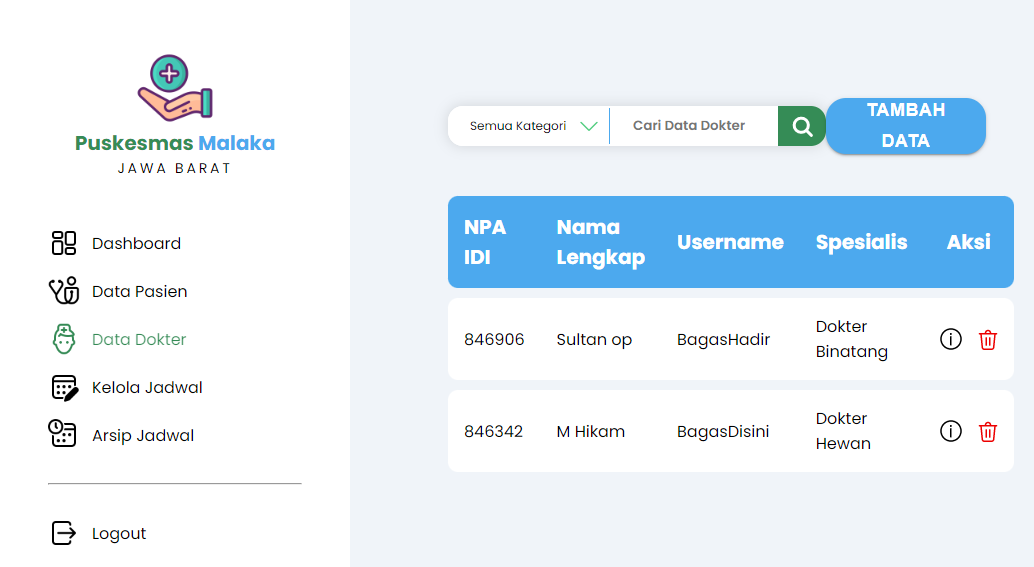 Puskesmas Malaka
JAWA BARAT
Dashboard
Data Pasien
Data Dokter
Kelola Jadwal
Arsip Jadwal
Logout
Semua Kategori
Cari Data Dokter
TAMBAH
DATA
NPA
IDI
Nama
Lengkap
Username
Spesialis
Aksi
846906
Sultan op
BagasHadir
Dokter
Binatang
846342
M Hikam
BagasDisini
Dokter
Hewan